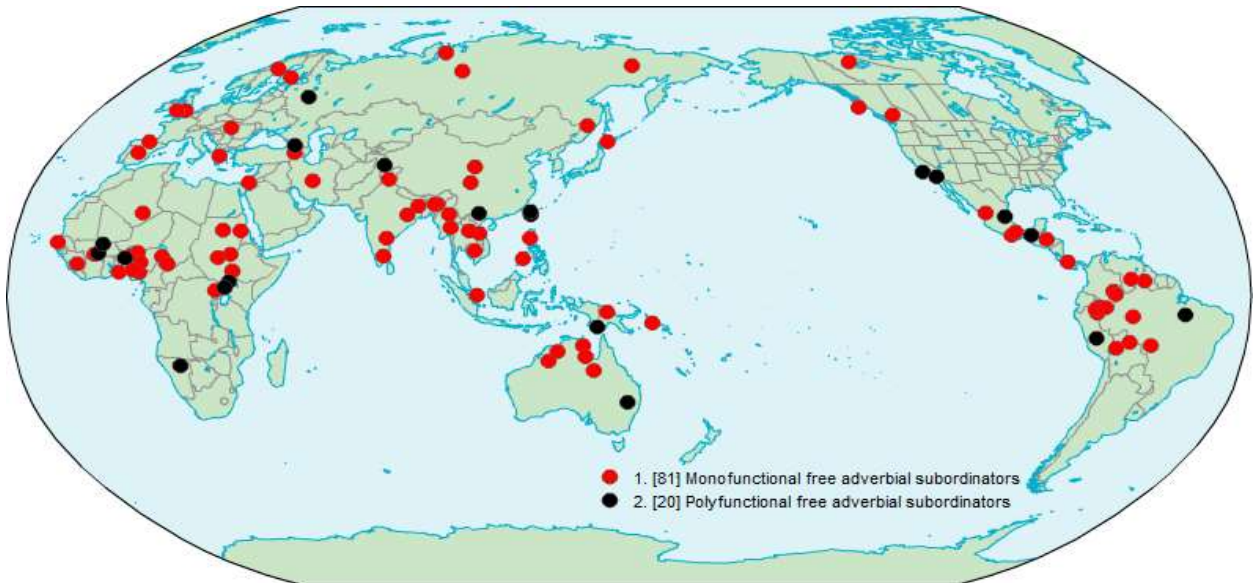 1. [81] Monofunctional free adverbial subordinators
2. [20] Polyfunctional free adverbial subordinators